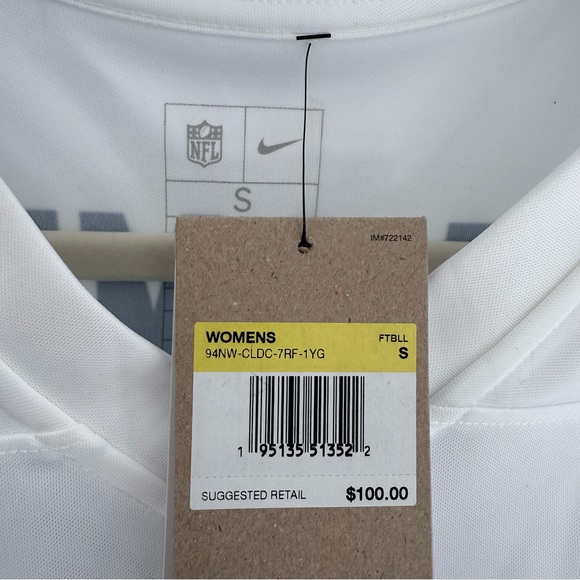 NFL
S
IM#722142
WOMENS FTBLL
94NW-CLDC-7RF-1YG S
1 95135 51352 2
SUGGESTED RETAIL $100.00